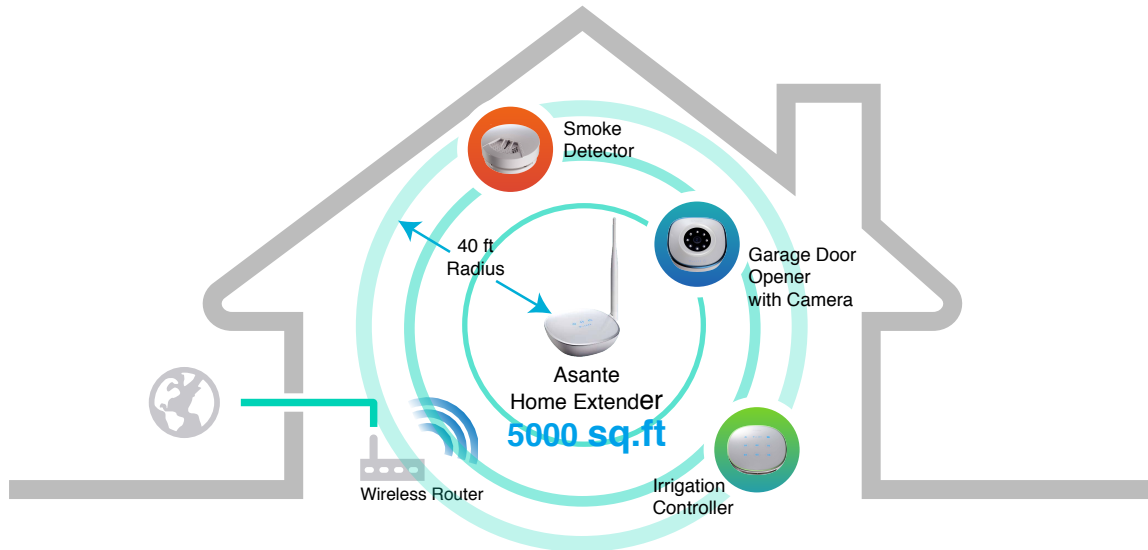 Smoke
Detector
40 ft
Radius
Garage Door
Opener
with Camera
Asante
Home Extender
5000 sq.ft
Wireless Router
Irrigation
Controller